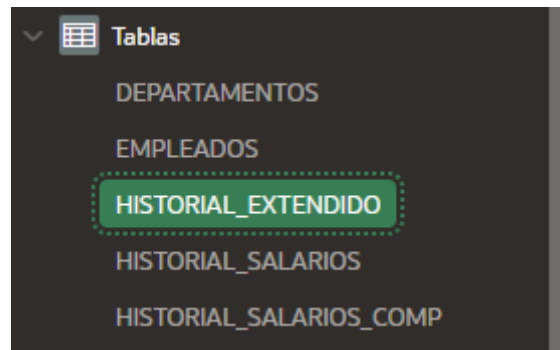 Tablas
DEPARTAMENTOS
EMPLEADOS
HISTORIAL_EXTENDIDO
HISTORIAL_SALARIOS
HISTORIAL_SALARIOS_COMP